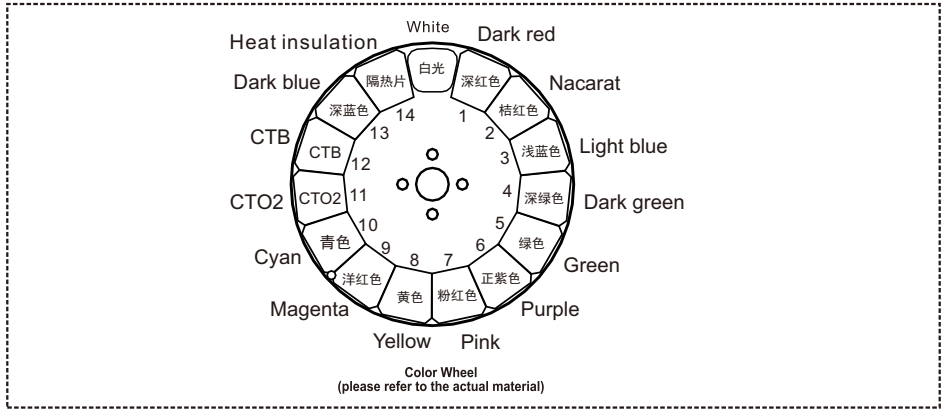 White
Dark red
Heat insulation
Nacarat
Dark blue
Light blue
CTB
Dark green
CTO2
Green
Cyan
Purple
Magenta
Pink
Yellow
白光
深红色
桔红色
浅蓝色
深绿色
绿色
正紫色
粉红色
黄色
洋红色
青色
CTO2
CTB
深蓝色
隔热片
1
2
3
4
5
6
7
8
9
10
11
12
13
14
Color Wheel
(please refer to the actual material)